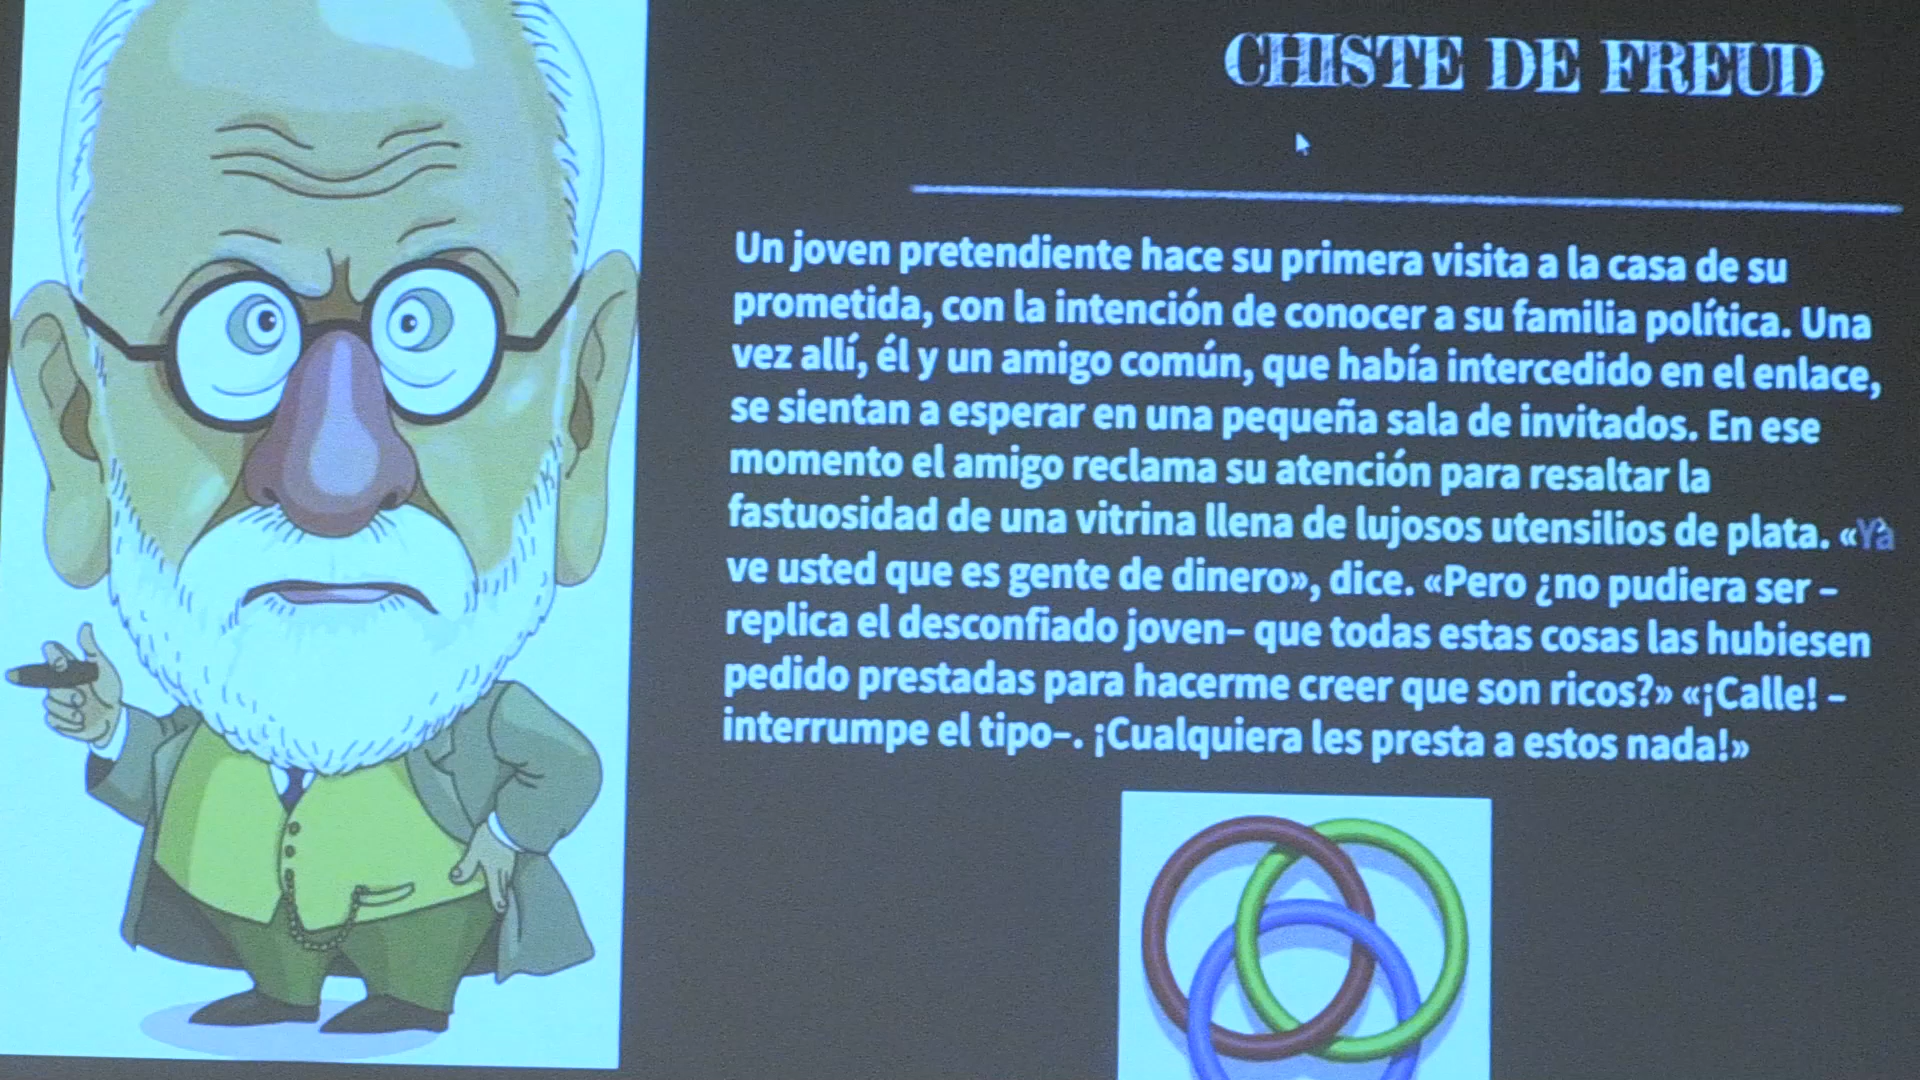 CHISTE DE FREUD
Un joven pretendiente hace su primera visita a la casa de su
prometida, con la intención de conocer a su familia política. Una
vez allí, él y un amigo común, que había intercedido en el enlace,
se sientan a esperar en una pequeña sala de invitados. En ese
momento el amigo reclama su atención para resaltar la
fastuosidad de una vitrina llena de lujosos utensilios de plata. «Yà
ve usted que es gente de dinero», dice. «Pero ¿no pudiera ser –
replica el desconfiado joven– que todas estas cosas las hubiesen
pedido prestadas para hacerme creer que son ricos?» «¡Calle! –
interrumpe el tipo–. ¡Cualquiera les presta a estos nada!»